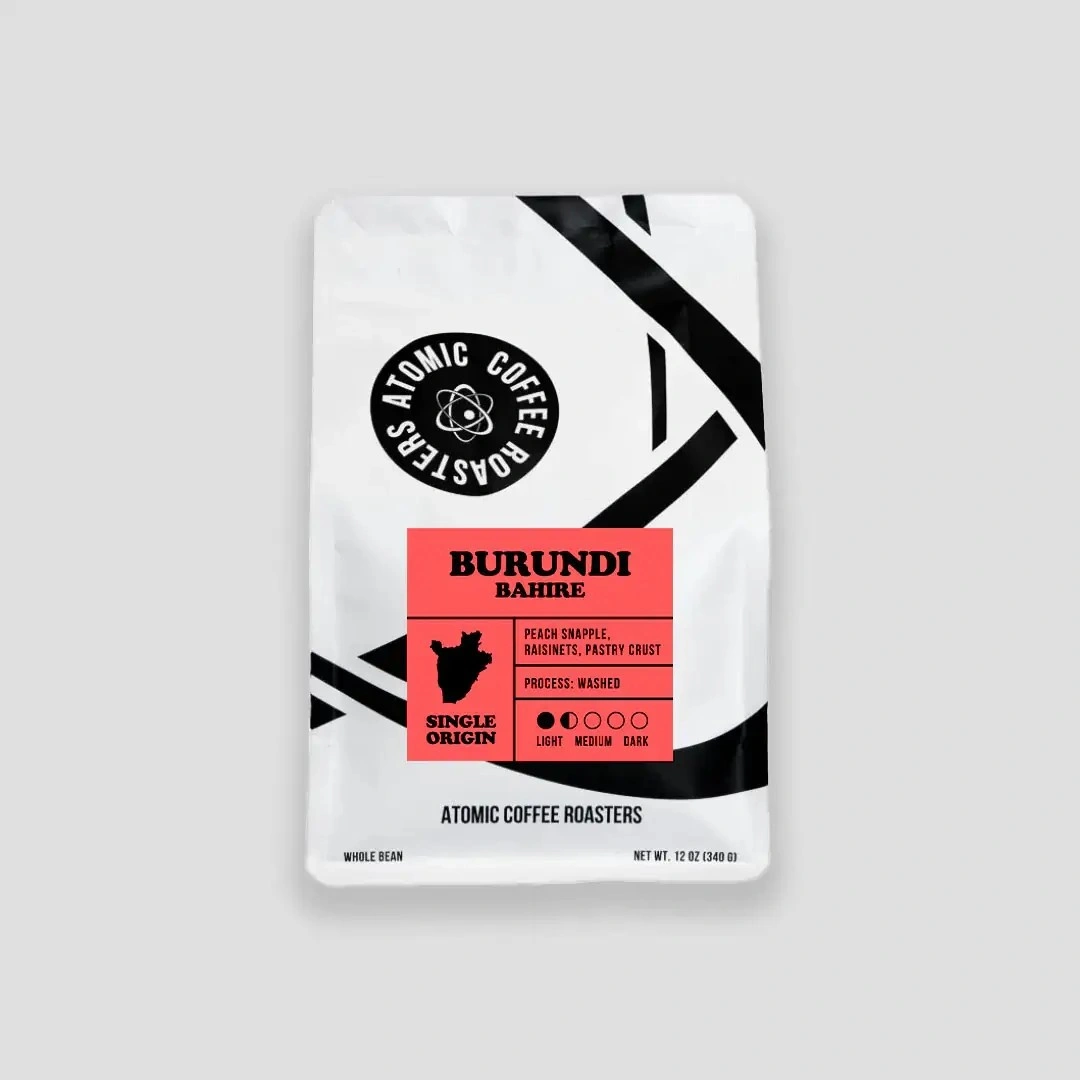 ATOMIC COFFEE ROASTERS
BURUNDI
BAHIRE
PEACH SNAPPLE,
RAISINETS, PASTRY CRUST
PROCESS: WASHED
SINGLE
ORIGIN
LIGHT MEDIUM DARK
ATOMIC COFFEE ROASTERS
WHOLE BEAN
NET WT. 12 OZ (340 G)